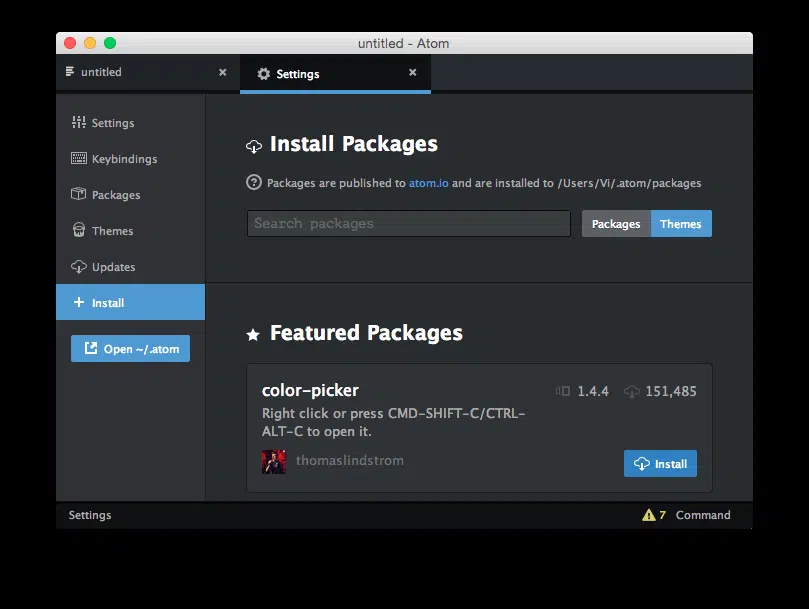 untitled - Atom
untitled
Settings
Settings
Keybindings
Packages
Themes
Updates
Install
Open ~/.atom
Install Packages
Packages are published to atom.io and are installed to /Users/Vi/.atom/packages
Search packages
Packages Themes
Featured Packages
color-picker 1.4.4 151,485
Right click or press CMD-SHIFT-C/CTRL-
ALT-C to open it.
thomaslindstrom
Install
Settings
7 Command